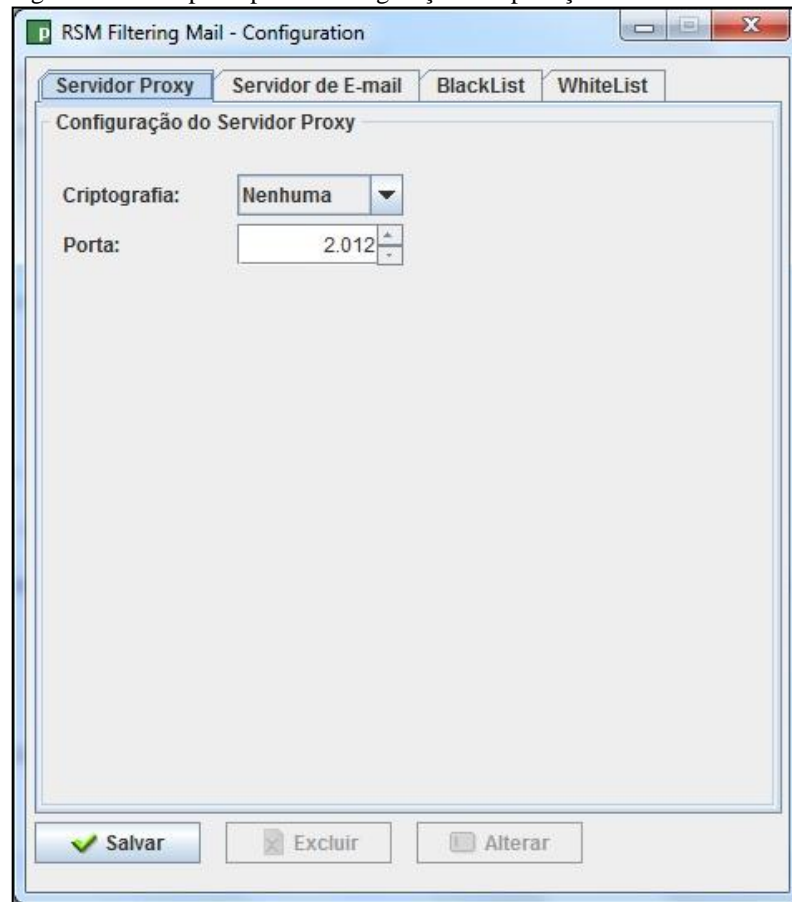 RSM Filtering Mail - Configuration
Servidor Proxy Servidor de E-mail BlackList WhiteList
Configuração do Servidor Proxy
Criptografia: Nenhuma
Porta: 2.012
Salvar Excluir Alterar